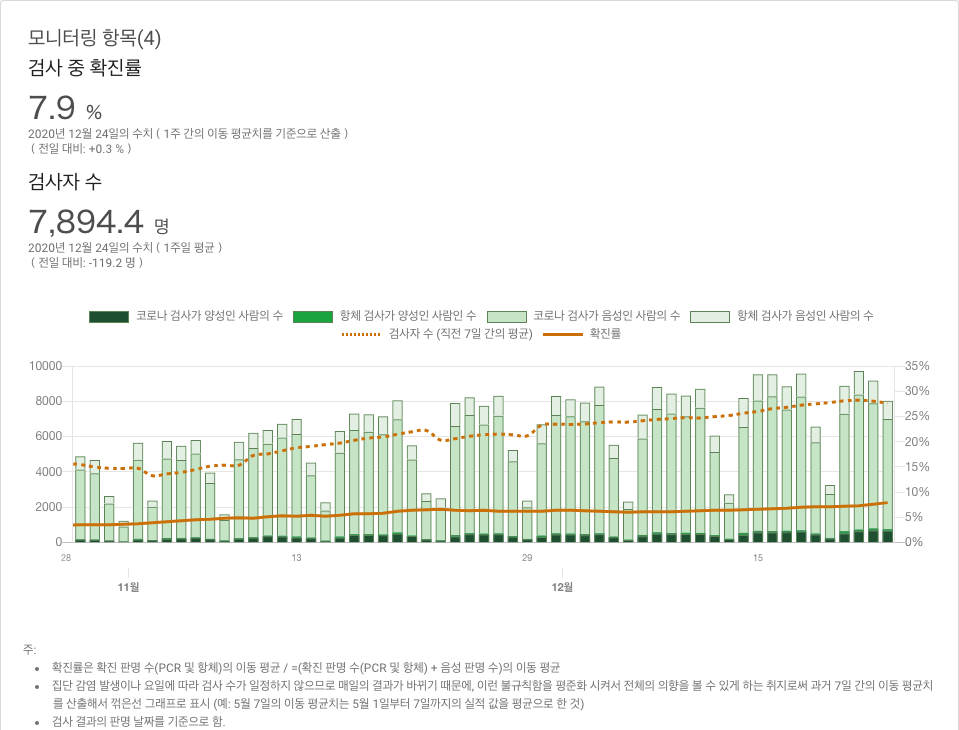 모니터링 항목(4)
검사 중 확진률
7.9 %
2020년 12월 24일의 수치 ( 1주 간의 이동 평균치를 기준으로 산출 )
( 전일 대비: +0.3 % )
검사자 수
7,894.4 명
2020년 12월 24일의 수치 ( 1주일 평균 )
( 전일 대비: -119.2 명 )
코로나 검사가 양성인 사람의 수 항체 검사가 양성인 사람인 수 코로나 검사가 음성인 사람의 수 항체 검사가 음성인 사람의 수
검사자 수 (직전 7일 간의 평균) 확진률
10000 35%
30%
8000
25%
6000 20%
4000 15%
10%
2000
5%
0 0%
28 13 29 15
11월 12월
주:
• 확진률은 확진 판명 수(PCR 및 항체)의 이동 평균 / =(확진 판명 수(PCR 및 항체) + 음성 판명 수)의 이동 평균
• 집단 감염 발생이나 요일에 따라 검사 수가 일정하지 않으므로 매일의 결과가 바뀌기 때문에, 이런 불규칙함을 평준화 시켜서 전체의 의향을 볼 수 있게 하는 취지로써 과거 7일 간의 이동 평균치
를 산출해서 꺾은선 그래프로 표시 (예: 5월 7일의 이동 평균치는 5월 1일부터 7일까지의 실적 값을 평균으로 한 것)
• 검사 결과의 판명 날짜를 기준으로 함.